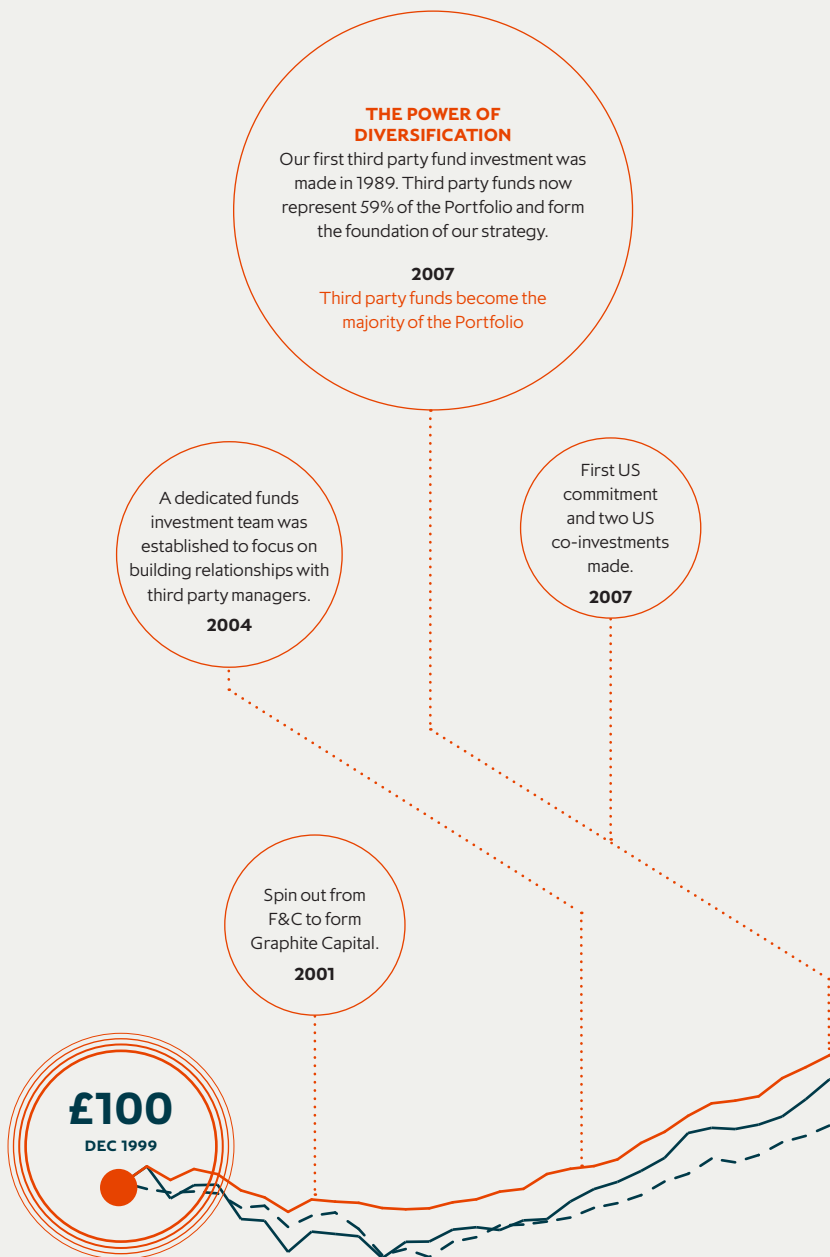 THE POWER OF
DIVERSIFICATION
Our first third party fund investment was
made in 1989. Third party funds now
represent 59% of the Portfolio and form
the foundation of our strategy.
2007
Third party funds become the
majority of the Portfolio
A dedicated funds
investment team was
established to focus on
building relationships with
third party managers.
2004
First US
commitment
and two US
co-investments
made.
2007
Spin out from
F&C to form
Graphite Capital.
2001
£100
DEC 1999